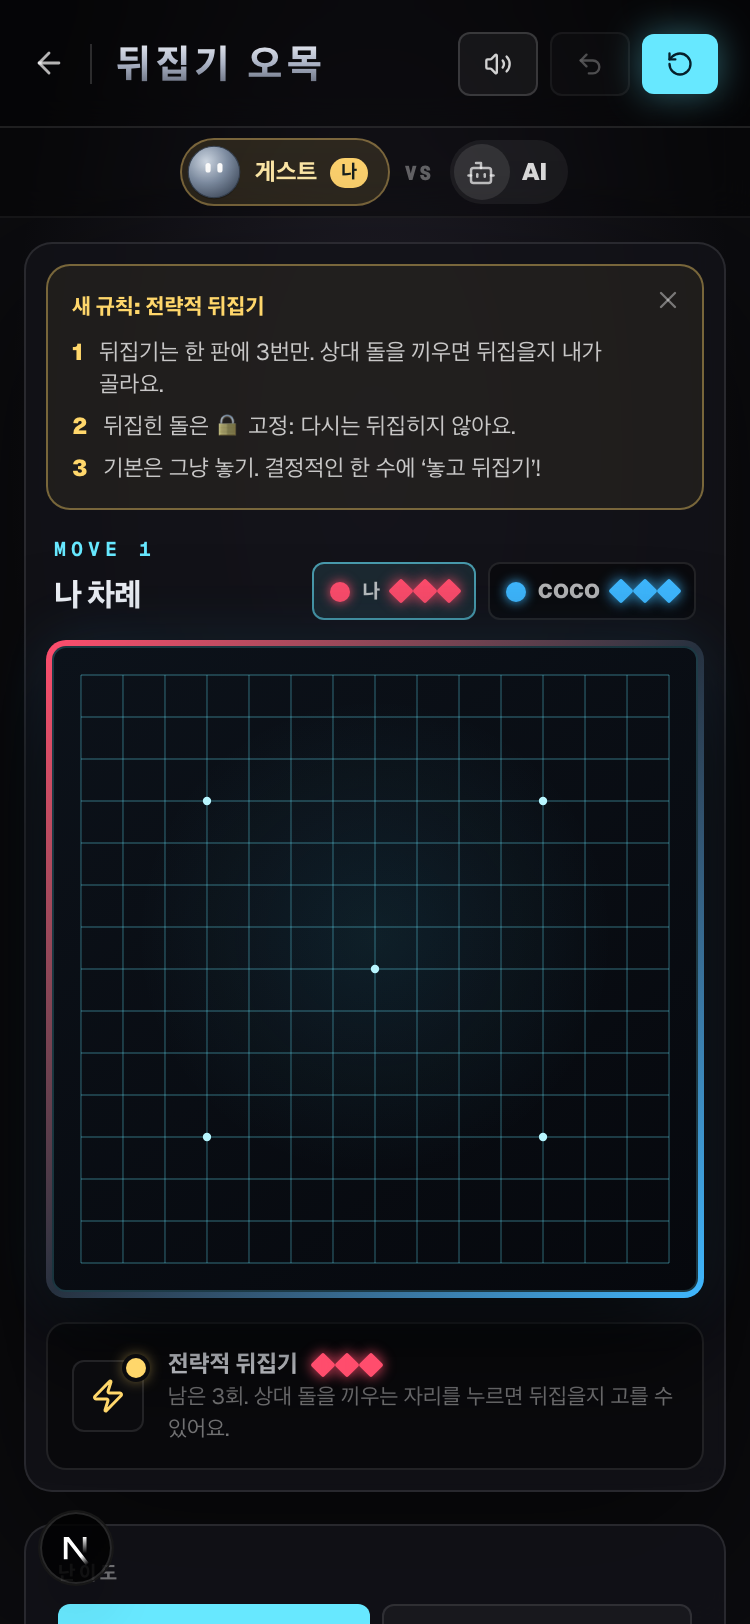 뒤집기 오목
게스트 나 VS AI
새 규칙: 전략적 뒤집기
1 뒤집기는 한 판에 3번만. 상대 돌을 끼우면 뒤집을지 내가
골라요.
2 뒤집힌 돌은 🔒 고정: 다시는 뒤집히지 않아요.
3 기본은 그냥 놓기. 결정적인 한 수에 ‘놓고 뒤집기’!
MOVE 1
나 차례
나
COCO
전략적 뒤집기
남은 3회. 상대 돌을 끼우는 자리를 누르면 뒤집을지 고를 수
있어요.
N
난이도